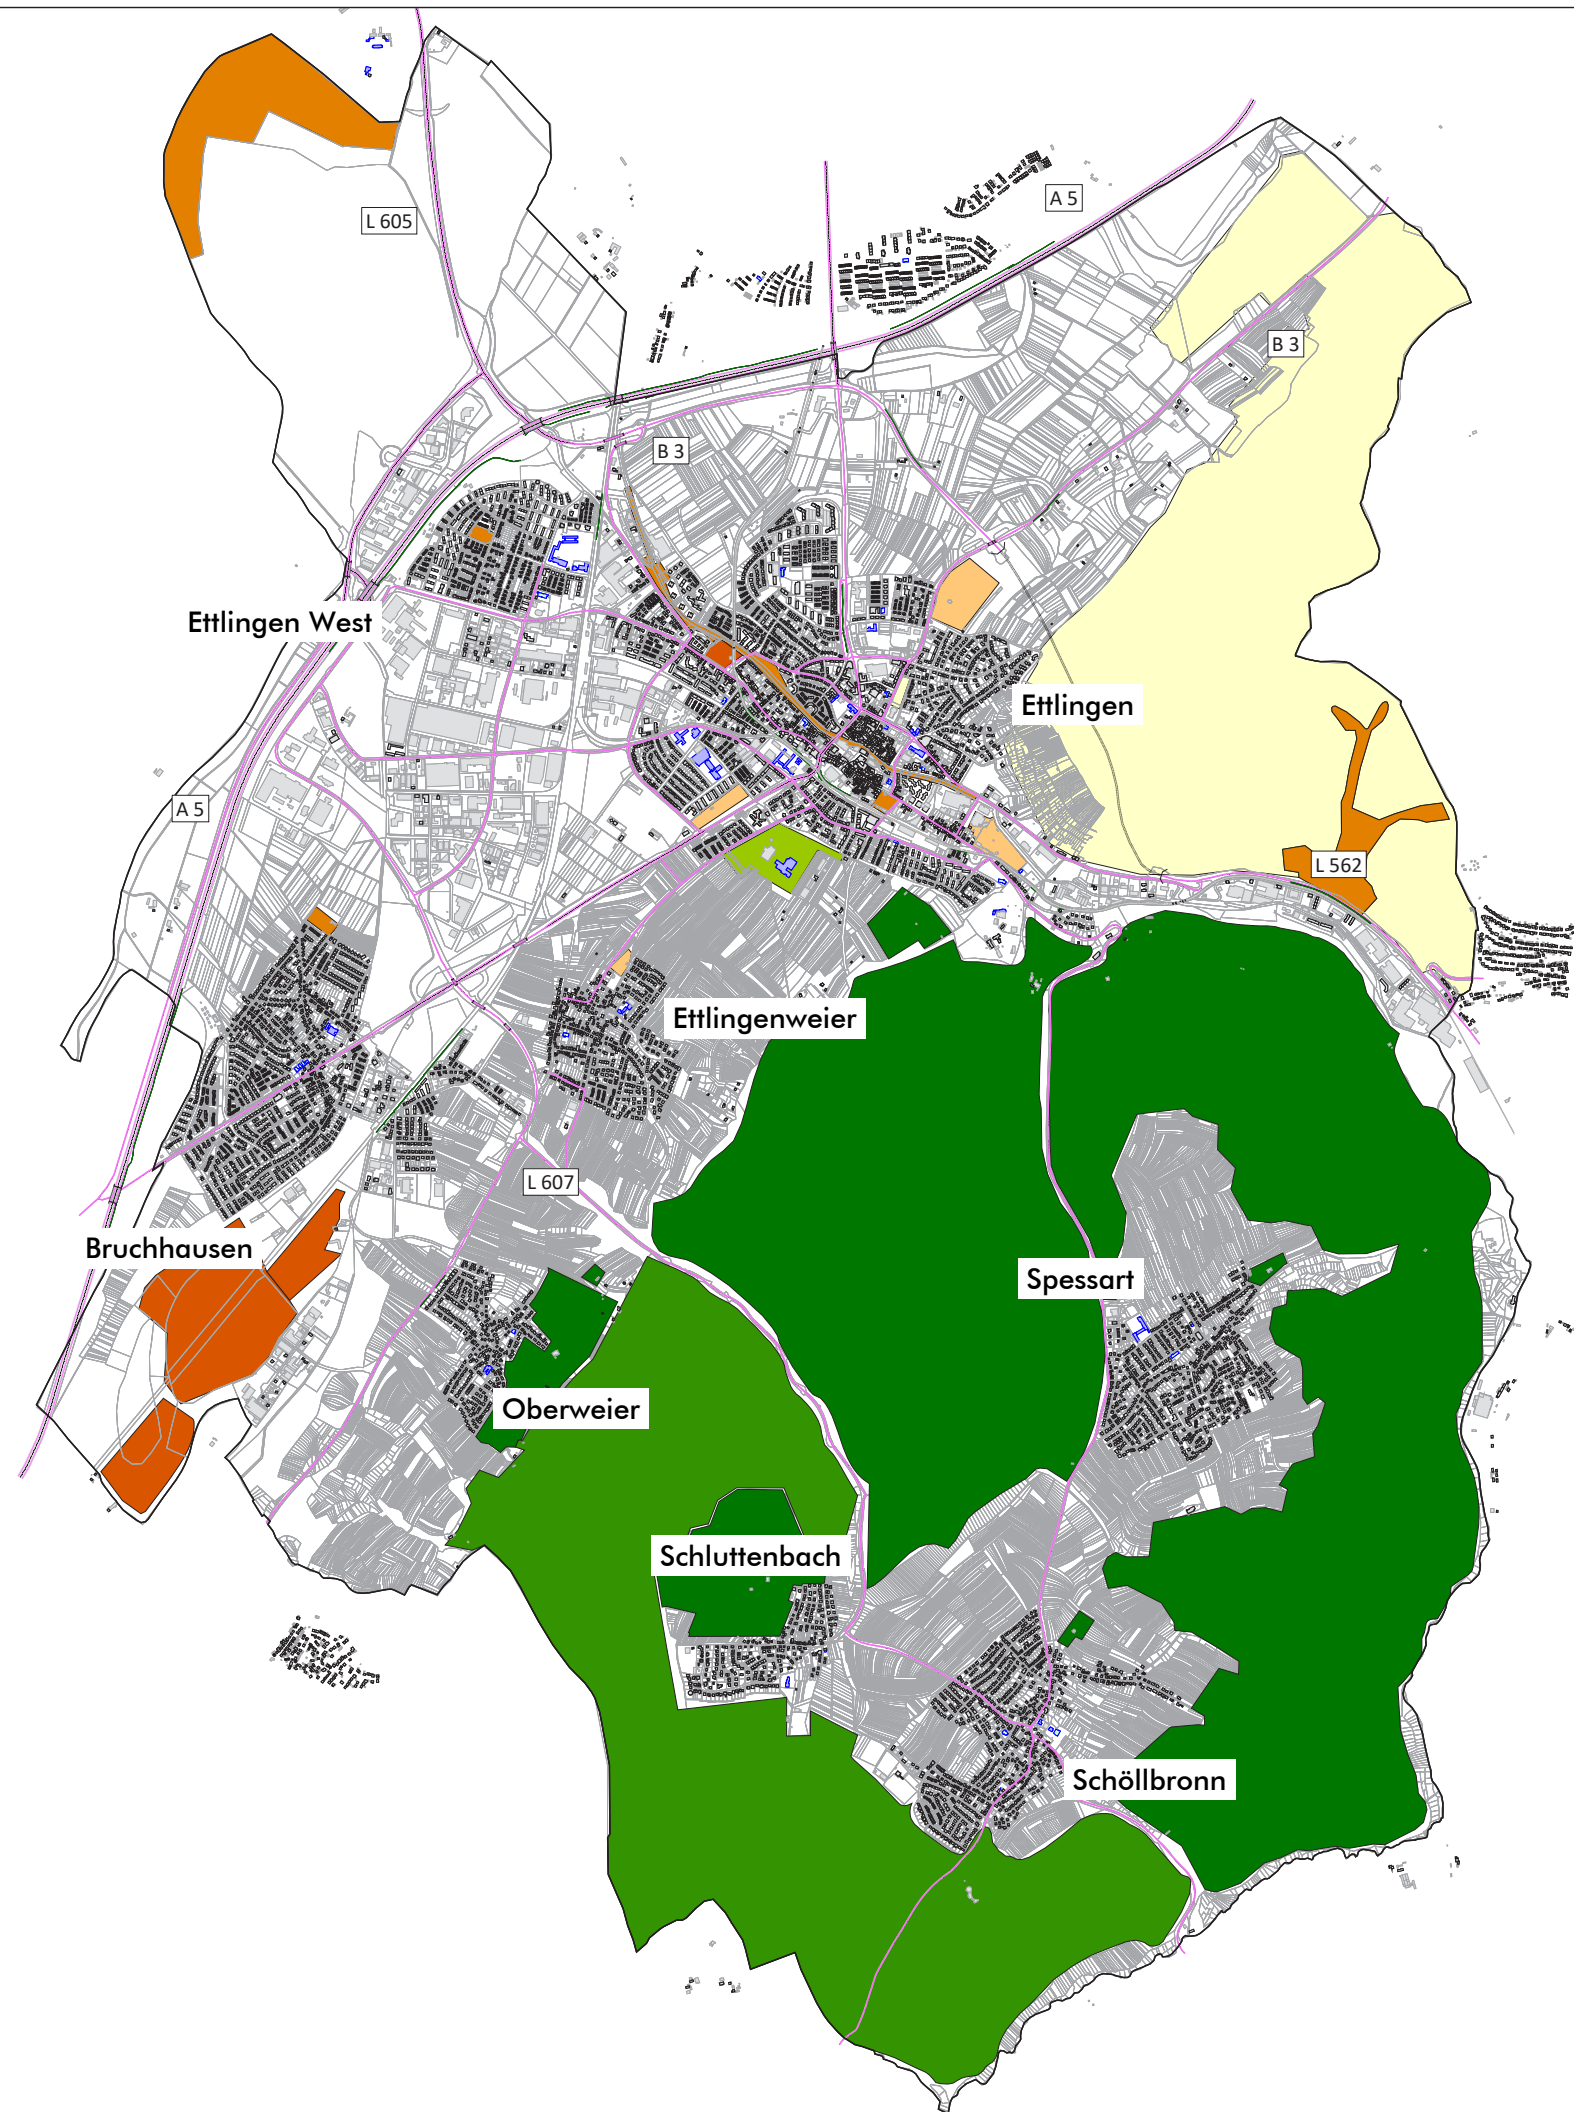 A 5
L 605
B 3
B 3
Ettlingen West
Ettlingen
A 5
L 562
Ettlingenweier
L 607
Bruchhausen
Spessart
Oberweier
Schluttenbach
Schöllbronn